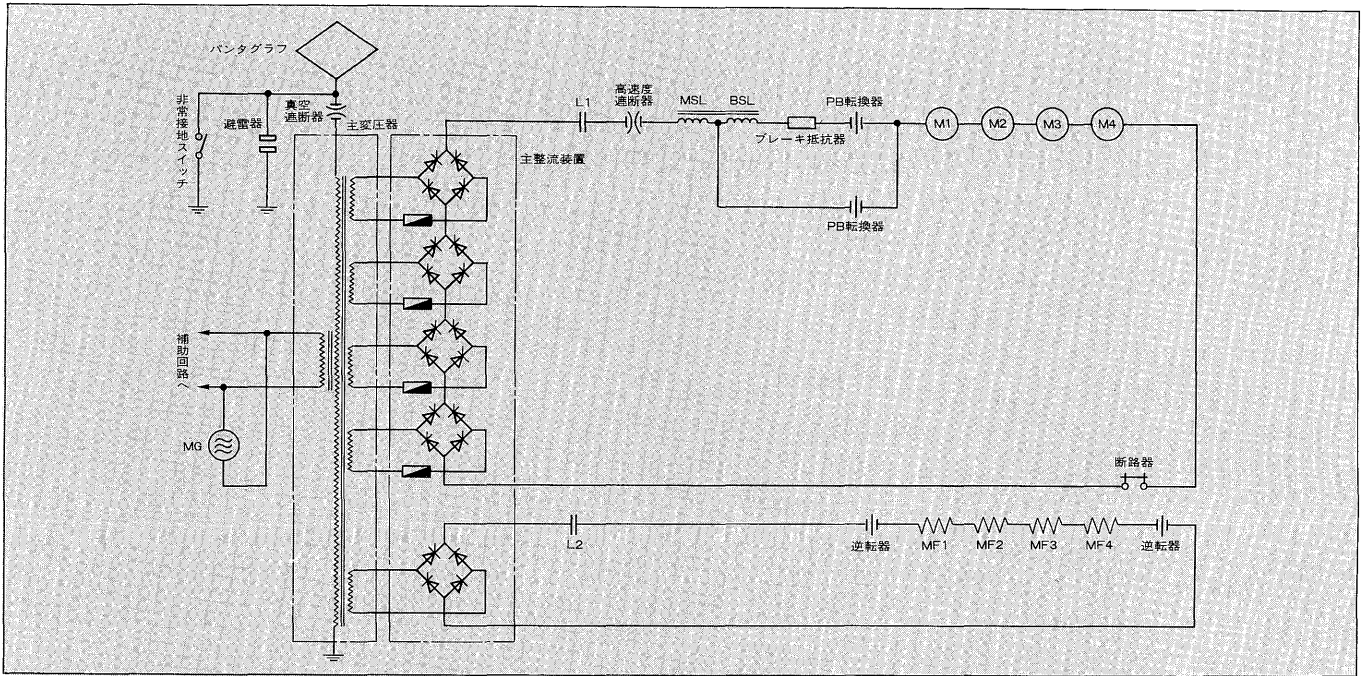 パンタグラフ
非常接地スイッチ
避雷器
真空
遮断器
主変圧器
主整流装置
L1
高速度
遮断器
MSL
BSL
ブレーキ抵抗器
PB転換器
PB転換器
M1
M2
M3
M4
補助回路へ
MG
断路器
L2
逆転器
MF1
MF2
MF3
MF4
逆転器